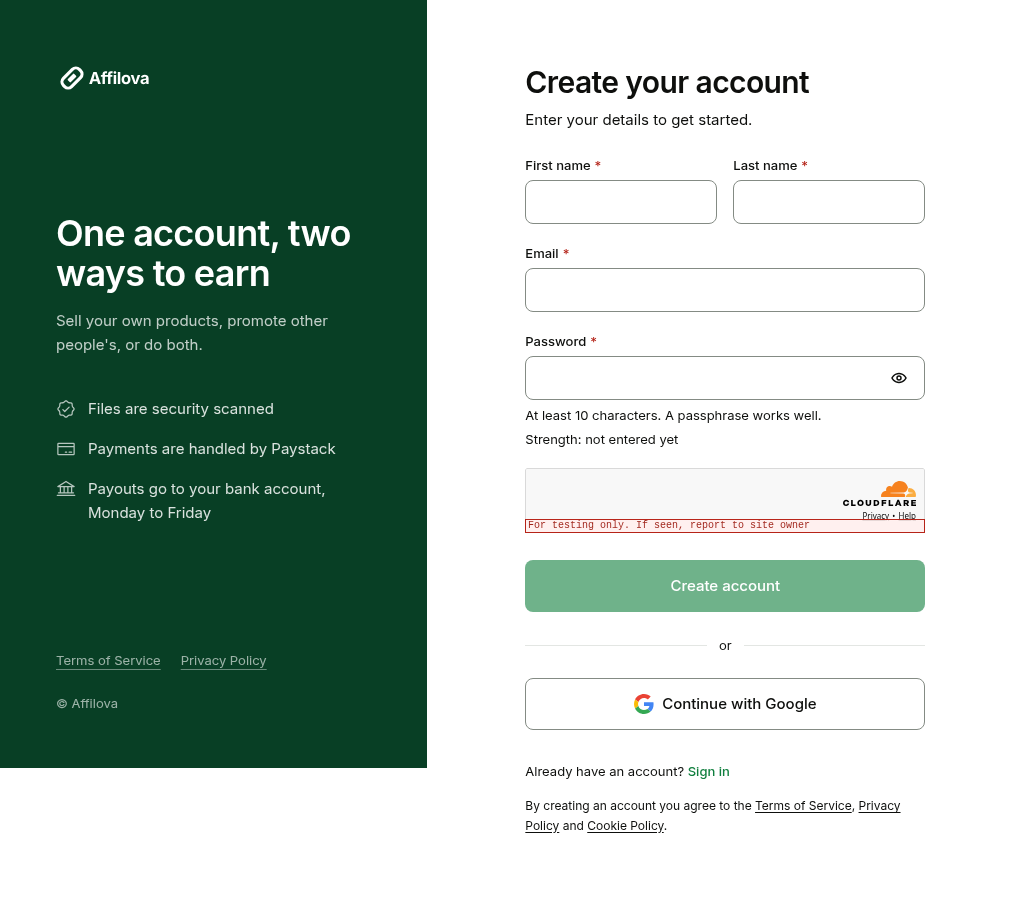 Affilova
One account, two
ways to earn
Sell your own products, promote other
people's, or do both.
Files are security scanned
Payments are handled by Paystack
Payouts go to your bank account,
Monday to Friday
Terms of Service Privacy Policy
© Affilova
Create your account
Enter your details to get started.
First name * Last name *
Email *
Password *
At least 10 characters. A passphrase works well.
Strength: not entered yet
CLOUDFLARE
Privacy • Help
For testing only. If seen, report to site owner
Create account
or
Continue with Google
Already have an account? Sign in
By creating an account you agree to the Terms of Service, Privacy
Policy and Cookie Policy.